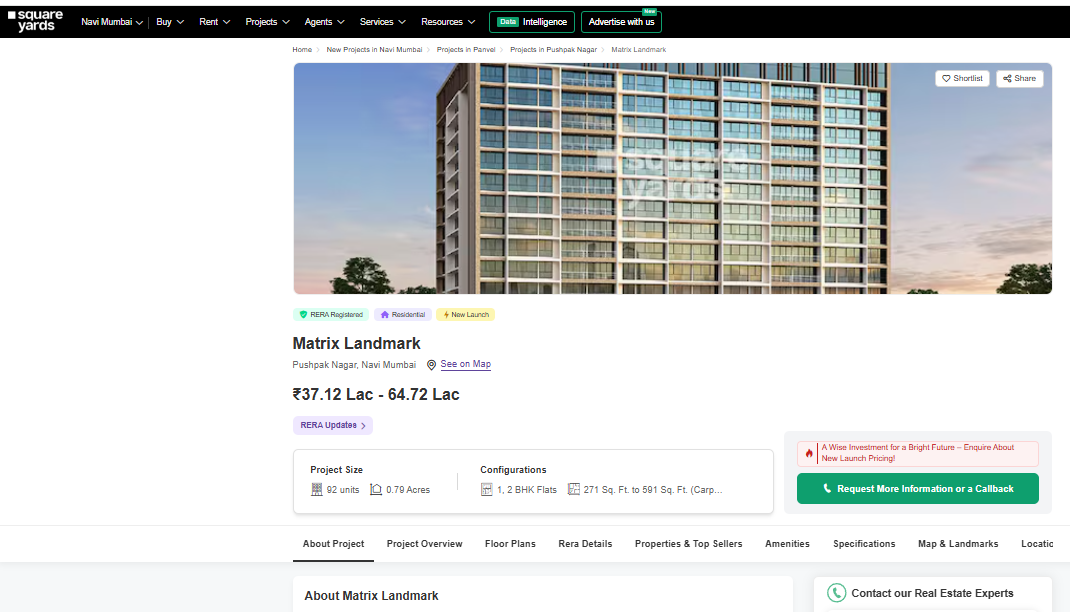 square yards
Navi Mumbai Buy Rent Projects Agents Services Resources Data Intelligence Advertise with us New
Home New Projects in Navi Mumbai Projects in Panvel Projects in Pushpak Nagar Matrix Landmark
Shortlist Share
square
yards
RERA Registered Residential New Launch
Matrix Landmark
Pushpak Nagar, Navi Mumbai See on Map
₹37.12 Lac - 64.72 Lac
RERA Updates
A Wise Investment for a Bright Future – Enquire About
New Launch Pricing!
Project Size Configurations
92 units 0.79 Acres 1, 2 BHK Flats 271 Sq. Ft. to 591 Sq. Ft. (Carp...
Request More Information or a Callback
About Project Project Overview Floor Plans Rera Details Properties & Top Sellers Amenities Specifications Map & Landmarks Locatio
About Matrix Landmark
Contact our Real Estate Experts